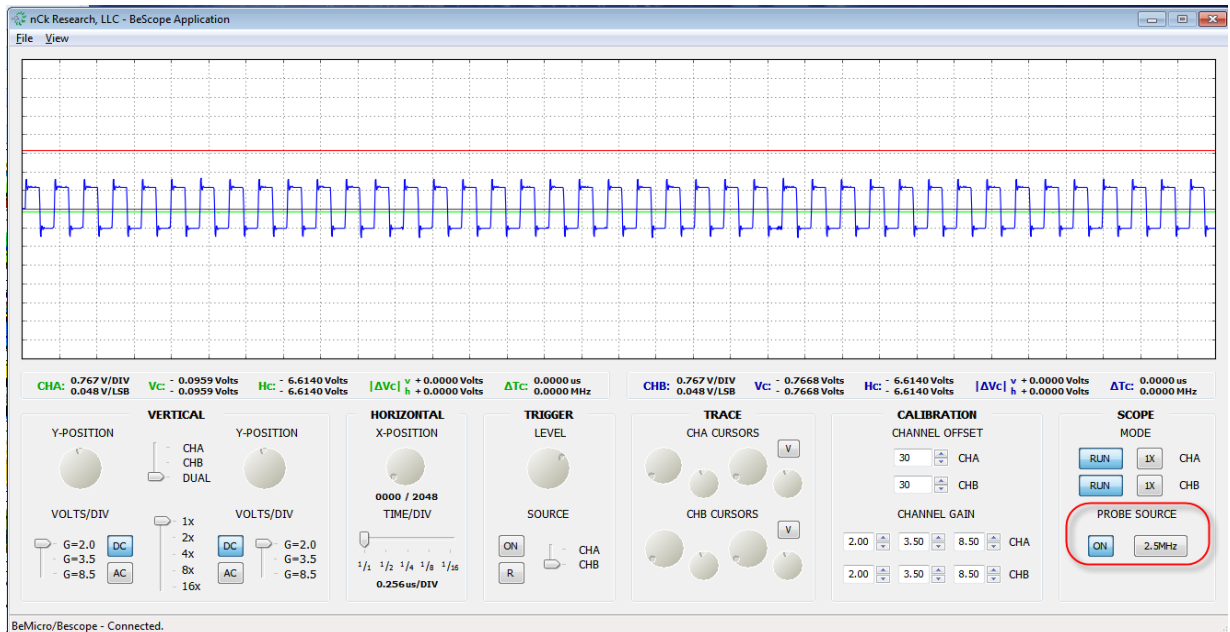 nCk Research, LLC - BeScope Application
File View
CHA: 0.767 V/DIV 0.048 V/LSB Vc: - 0.0959 Volts - 0.0959 Volts Hc: - 6.6140 Volts - 6.6140 Volts |ΔVc| v + 0.0000 Volts h + 0.0000 Volts ΔTc: 0.0000 us 0.0000 MHz
CHB: 0.767 V/DIV 0.048 V/LSB Vc: - 0.7668 Volts - 0.7668 Volts Hc: - 6.6140 Volts - 6.6140 Volts |ΔVc| v + 0.0000 Volts h + 0.0000 Volts ΔTc: 0.0000 us 0.0000 MHz
VERTICAL
Y-POSITION
CHA
CHB
DUAL
Y-POSITION
VOLTS/DIV
G=2.0
G=3.5
G=8.5
DC
AC
1x
2x
4x
8x
16x
VOLTS/DIV
DC
AC
G=2.0
G=3.5
G=8.5
HORIZONTAL
X-POSITION
0000 / 2048
TIME/DIV
1/1 1/2 1/4 1/8 1/16
0.256us/DIV
TRIGGER
LEVEL
SOURCE
ON
R
CHA
CHB
TRACE
CHA CURSORS
V
CHB CURSORS
V
CALIBRATION
CHANNEL OFFSET
30 CHA
30 CHB
CHANNEL GAIN
2.00 3.50 8.50 CHA
2.00 3.50 8.50 CHB
SCOPE
MODE
RUN 1X CHA
RUN 1X CHB
PROBE SOURCE
ON 2.5MHz
BeMicro/Bescope - Connected.